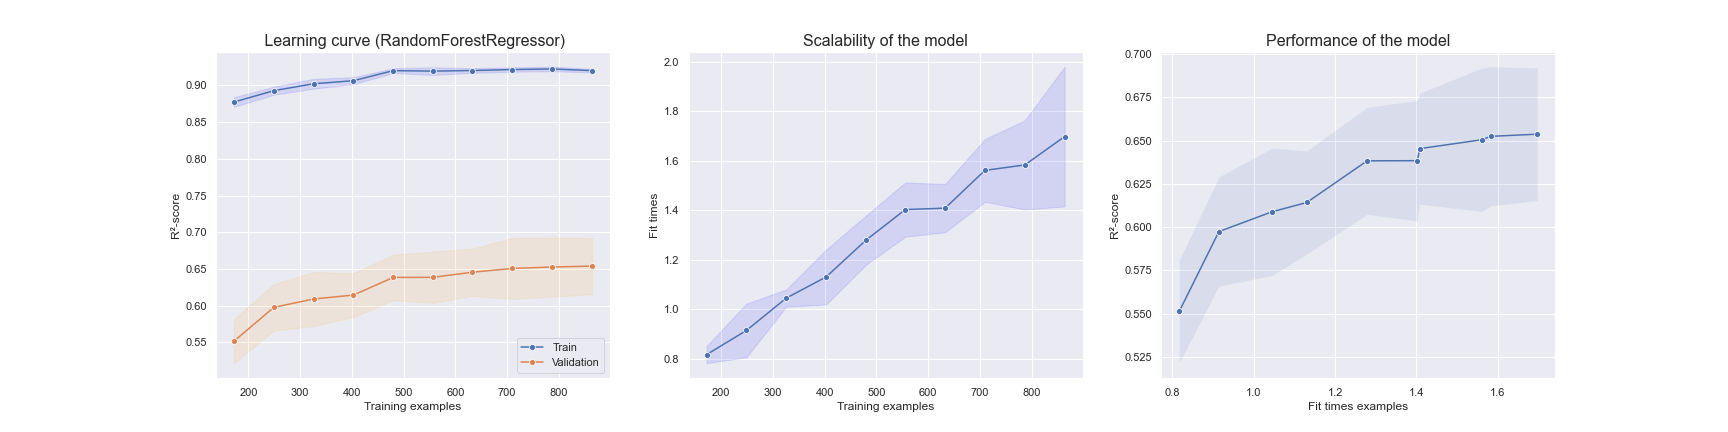 Learning curve (RandomForestRegressor)
0.90
0.85
0.80
0.75
0.70
0.65
0.60
0.55
R²-score
200 300 400 500 600 700 800
Training examples
Train
Validation
Scalability of the model
2.0
1.8
1.6
1.4
1.2
1.0
0.8
Fit times
200 300 400 500 600 700 800
Training examples
Performance of the model
0.700
0.675
0.650
0.625
0.600
0.575
0.550
0.525
R²-score
0.8 1.0 1.2 1.4 1.6
Fit times examples